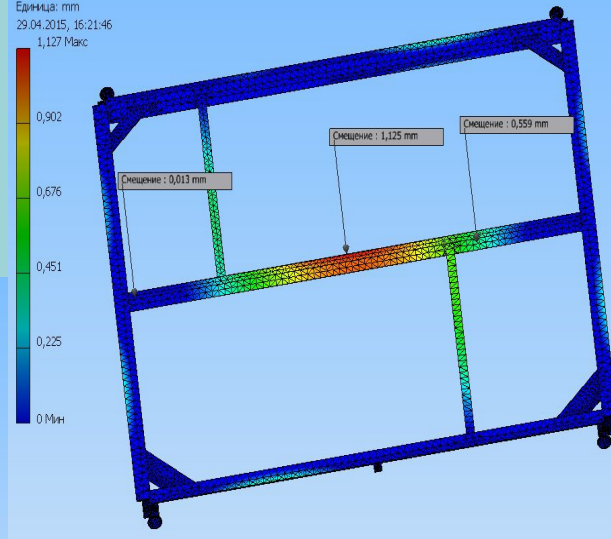 Единица: mm
29.04.2015, 16:21:46
1,127 Макс
0,902
0,676
0,451
0,225
0 Мин
Смещение : 0,013 mm
Смещение : 1,125 mm
Смещение : 0,559 mm